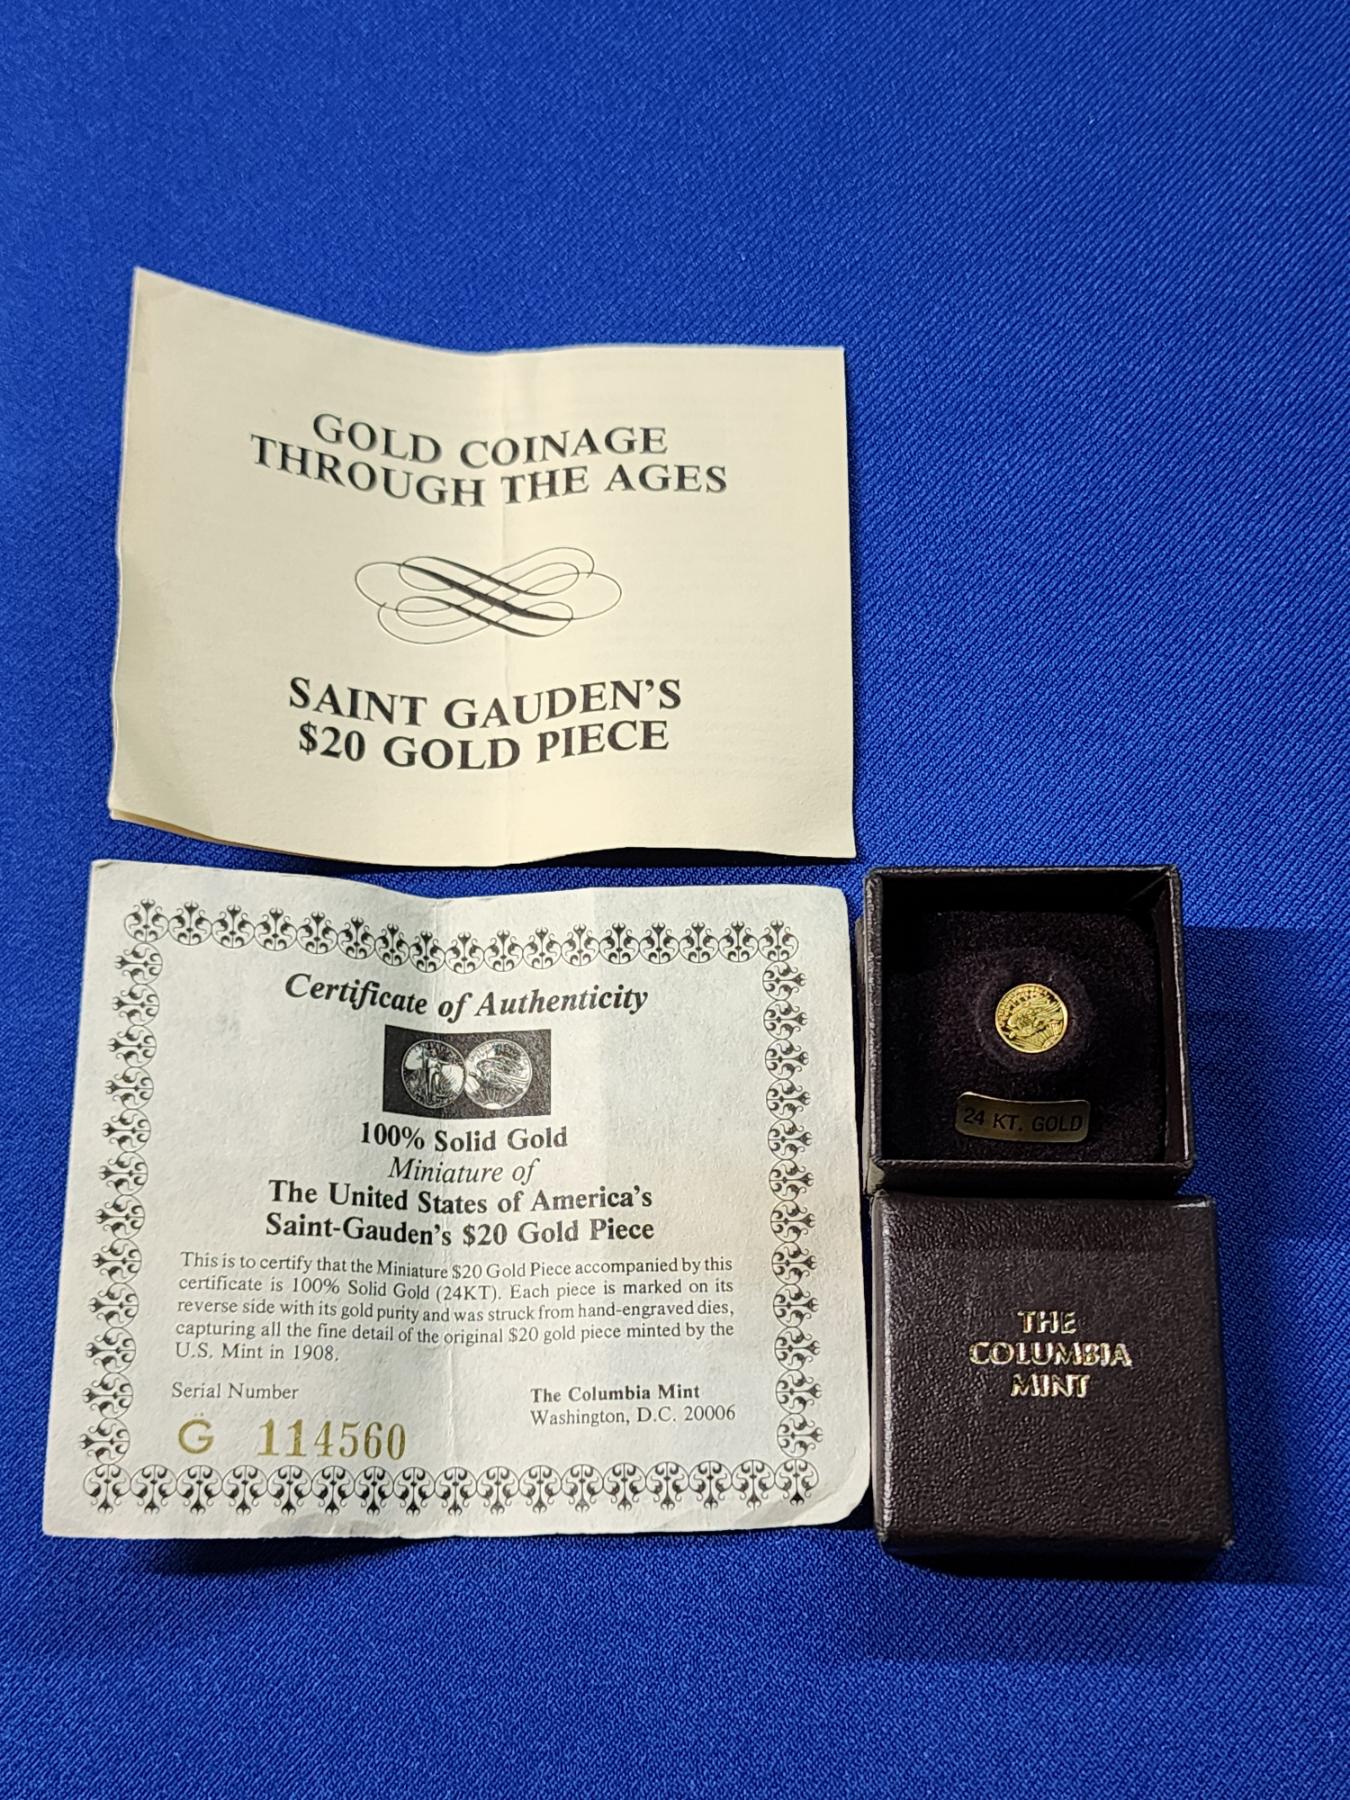 GOLD COINAGE
THROUGH THE AGES
SAINT GAUDEN'S
$20 GOLD PIECE
Certificate of Authenticity
100% Solid Gold
Miniature of
The United States of America's
Saint-Gauden's $20 Gold Piece
This is to certify that the Miniature $20 Gold Piece accompanied by this
certificate is 100% Solid Gold (24KT). Each piece is marked on its
reverse side with its gold purity and was struck from hand-engraved dies,
capturing all the fine detail of the original $20 gold piece minted by the
U.S. Mint in 1908.
Serial Number
G 114560
The Columbia Mint
Washington, D.C. 20006
24 KT. GOLD
THE
COLUMBIA
MINT